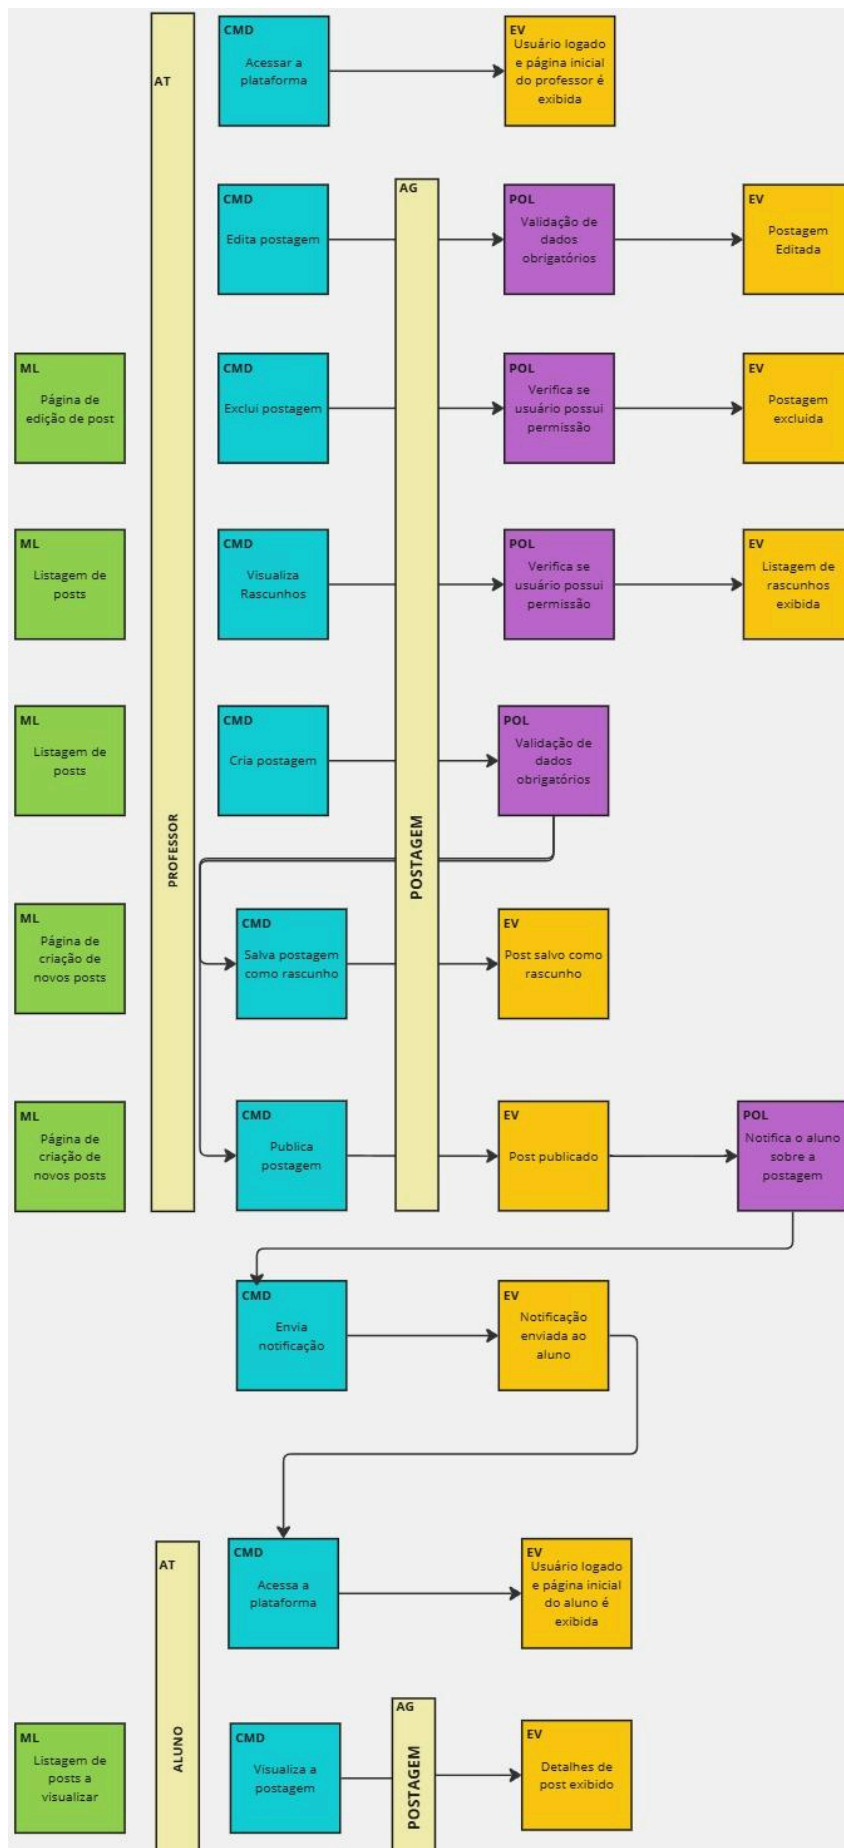 CMD
Acessar a
plataforma
EV
Usuário logado
e página inicial
do professor é
exibida
AT
PROFESSOR
CMD
Edita postagem
AG
POSTAGEM
POL
Validação de
dados
obrigatórios
EV
Postagem
Editada
ML
Página de
edição de post
CMD
Exclui postagem
POL
Verifica se
usuário possui
permissão
EV
Postagem
excluida
ML
Listagem de
posts
CMD
Visualiza
Rascunhos
POL
Verifica se
usuário possui
permissão
EV
Listagem de
rascunhos
exibida
ML
Listagem de
posts
CMD
Cria postagem
POL
Validação de
dados
obrigatórios
ML
Página de
criação de
novos posts
CMD
Salva postagem
como rascunho
EV
Post salvo como
rascunho
ML
Página de
criação de
novos posts
CMD
Publica
postagem
EV
Post publicado
POL
Notifica o aluno
sobre a
postagem
CMD
Envia
notificação
EV
Notificação
enviada ao
aluno
AT
ALUNO
CMD
Acessa a
plataforma
EV
Usuário logado
e página inicial
do aluno é
exibida
ML
Listagem de
posts a
visualizar
CMD
Visualiza a
postagem
AG
POSTAGEM
EV
Detalhes de
post exibido